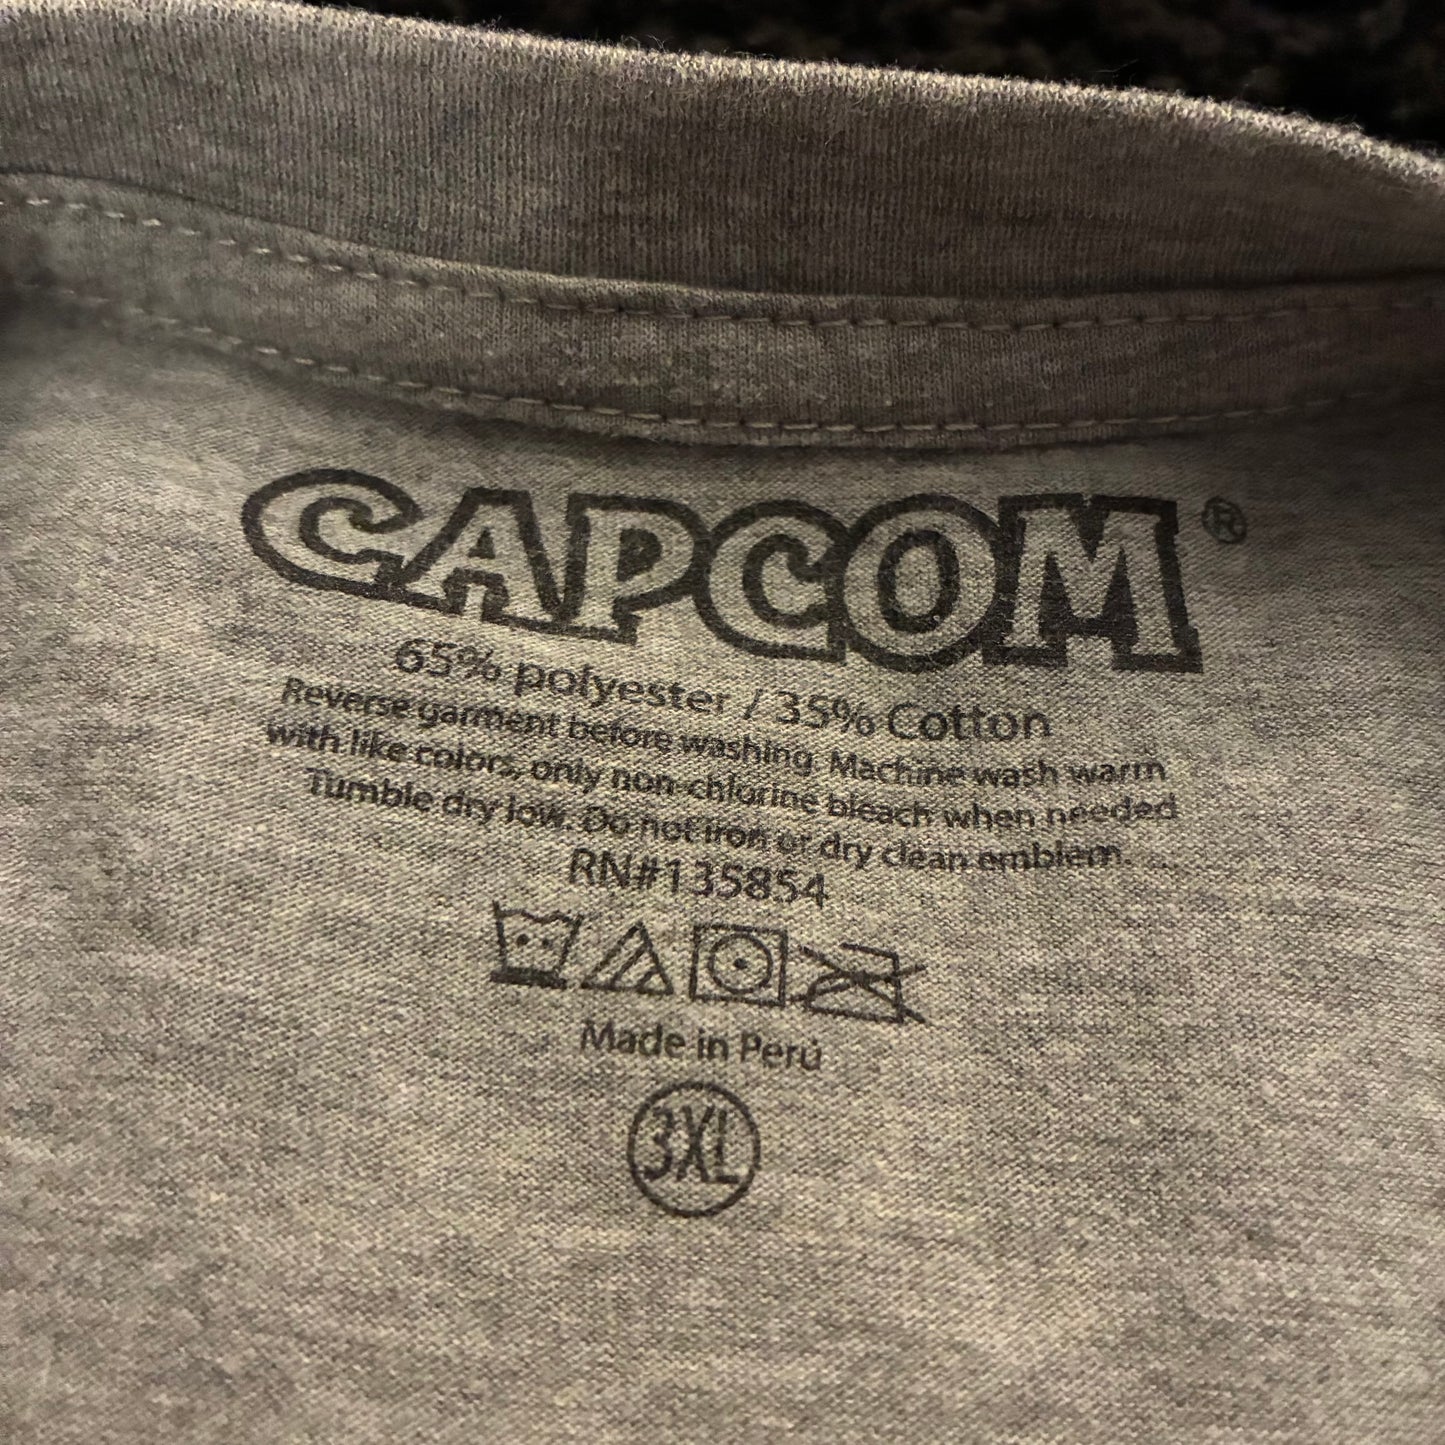 CAPCOM®
65% polyester / 35% Cotton
Reverse garment before washing. Machine wash warm
with like colors, only non-chlorine bleach when needed
Tumble dry low. Do not iron or dry clean emblem.
RN#135854
Made in Perú
3XL